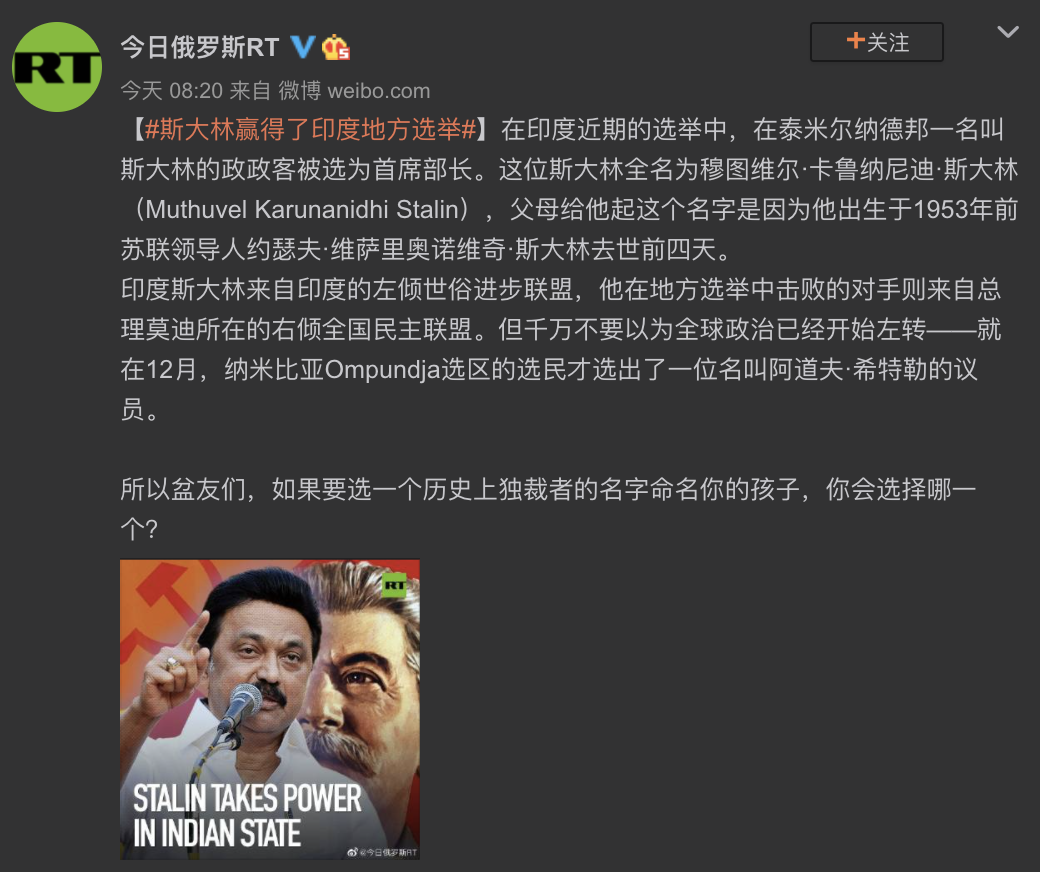 RT
今日俄罗斯RT
5
+关注
今天 08:20 来自 微博 weibo.com
【#斯大林赢得了印度地方选举#】在印度近期的选举中，在泰米尔纳德邦一名叫
斯大林的政政客被选为首席部长。这位斯大林全名为穆图维尔·卡鲁纳尼迪·斯大林
（Muthuvel Karunanidhi Stalin），父母给他起这个名字是因为他出生于1953年前
苏联领导人约瑟夫·维萨里奥诺维奇·斯大林去世前四天。
印度斯大林来自印度的左倾世俗进步联盟，他在地方选举中击败的对手则来自总
理莫迪所在的右倾全国民主联盟。但千万不要以为全球政治已经开始左转——就
在12月，纳米比亚Ompundja选区的选民才选出了一位名叫阿道夫·希特勒的议
员。
所以盆友们，如果要选一个历史上独裁者的名字命名你的孩子，你会选择哪一
个？
RT
STALIN TAKES POWER
IN INDIAN STATE
@今日俄罗斯RT